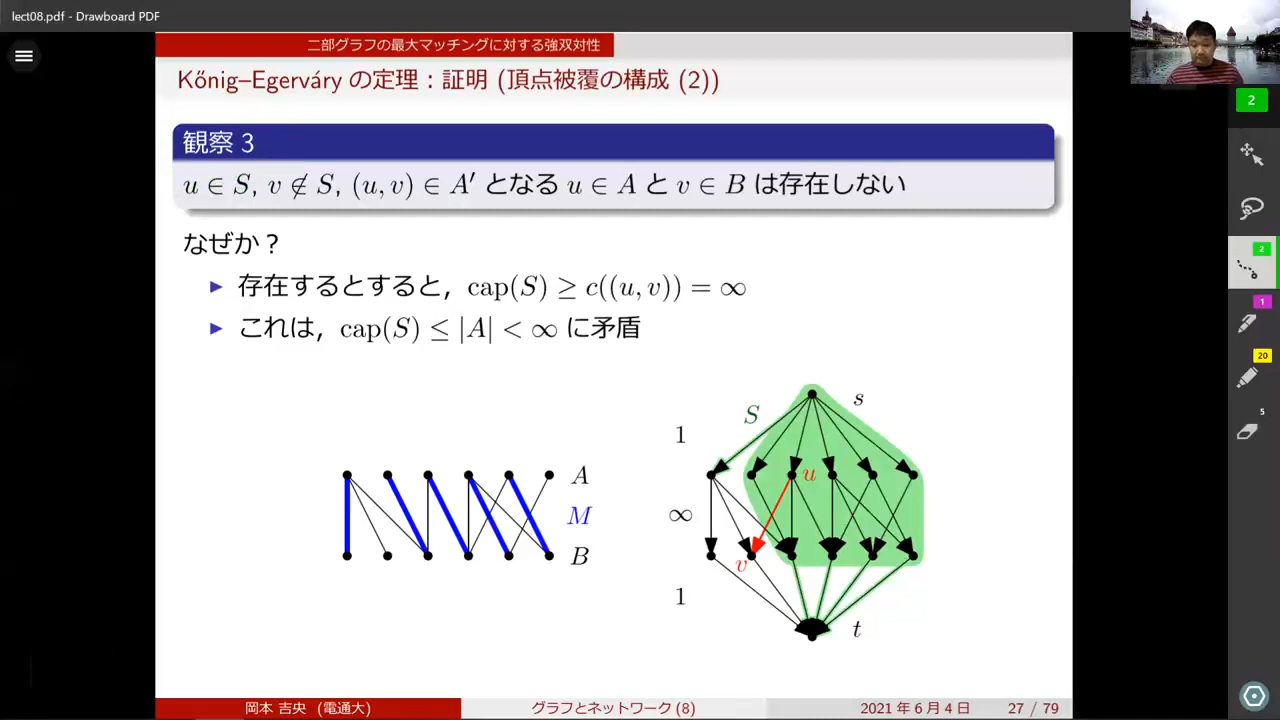 lect08.pdf - Drawboard PDF
二部グラフの最大マッチングに対する強双対性
Kőnig–Egerváry の定理 : 証明 (頂点被覆の構成 (2))
観察 3
u ∈ S, v ∉ S, (u, v) ∈ A′ となる u ∈ A と v ∈ B は存在しない
なぜか？
▶ 存在するとすると，cap(S) ≥ c((u, v)) = ∞
▶ これは，cap(S) ≤ |A| < ∞ に矛盾
S
s
1
A
u
M
∞
B
v
1
t
岡本 吉央 (電通大)
グラフとネットワーク (8)
2021 年 6 月 4 日
27 / 79
2
2
1
20
5